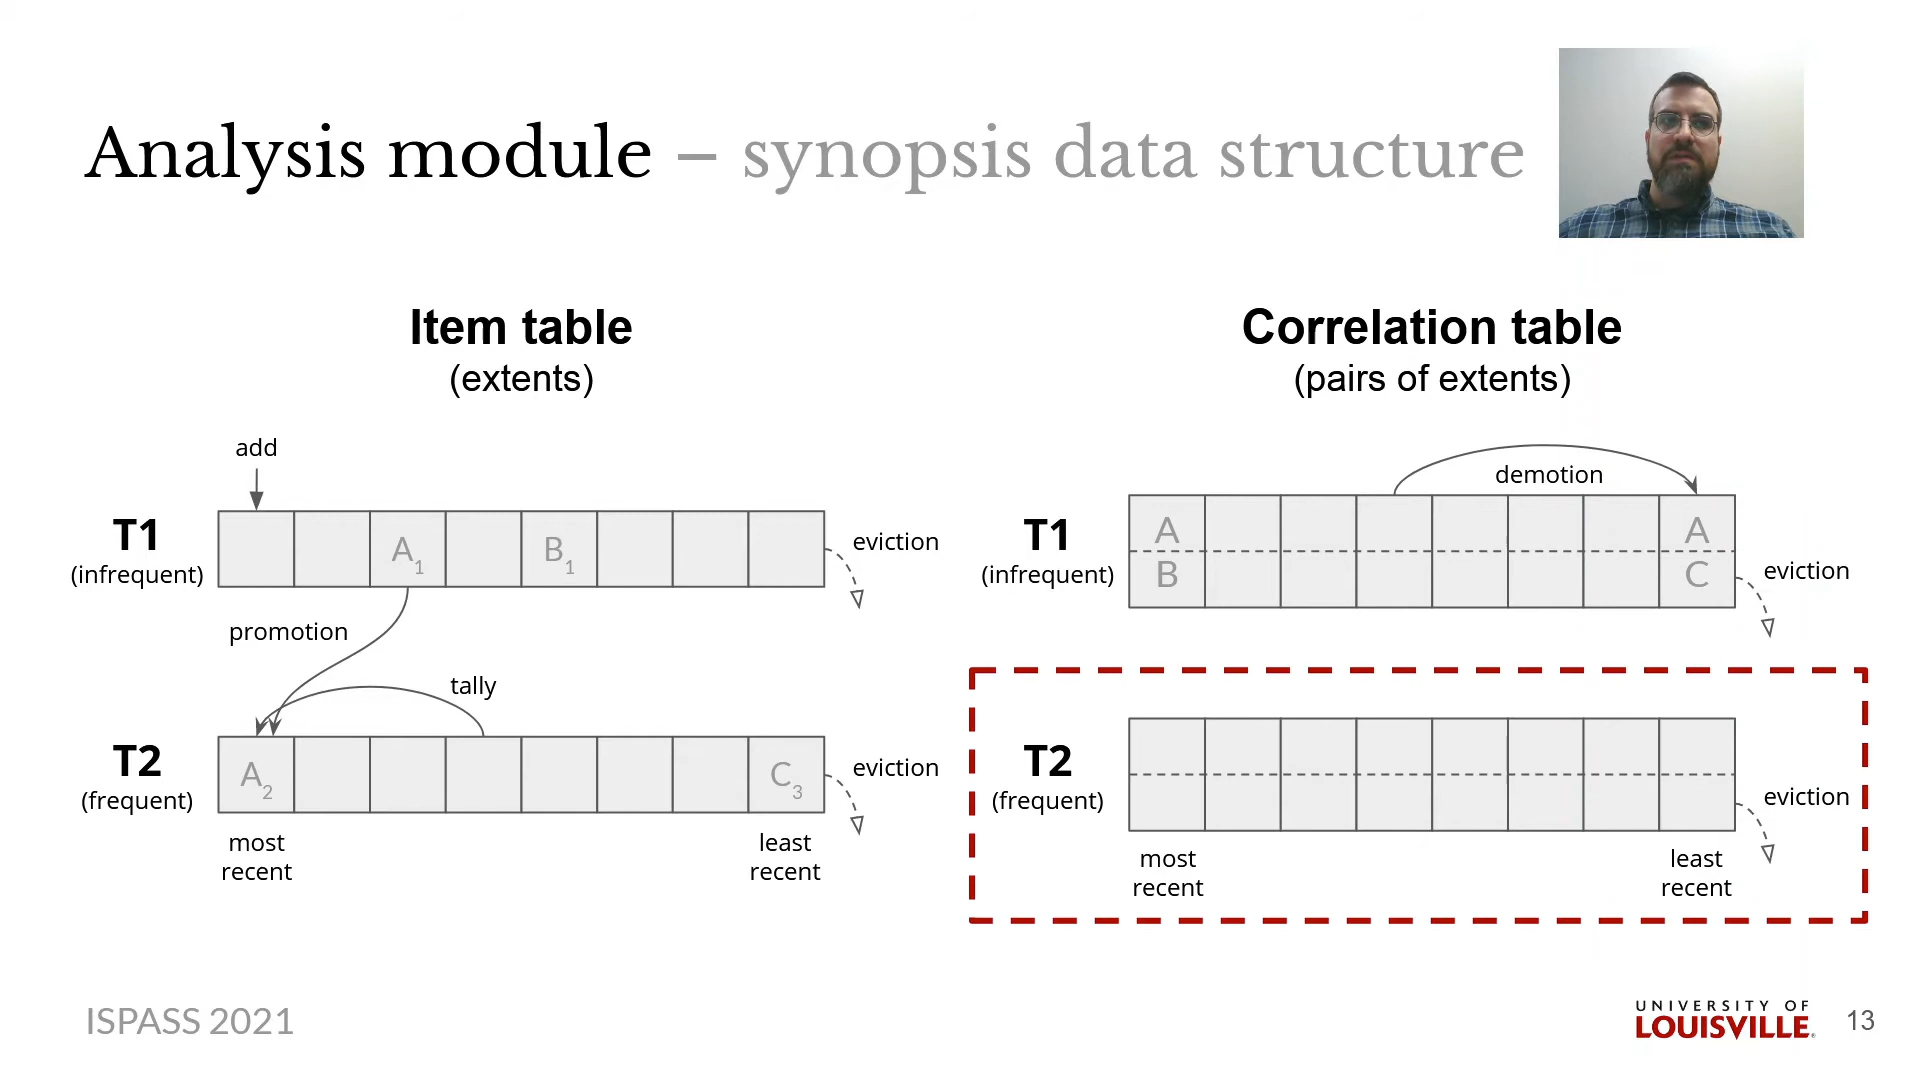 Analysis module – synopsis data structure
Item table
(extents)
add
T1
(infrequent)
A1
B1
eviction
promotion
tally
T2
(frequent)
A2
C3
eviction
most
recent
least
recent
Correlation table
(pairs of extents)
demotion
T1
(infrequent)
A
B
A
C
eviction
T2
(frequent)
eviction
most
recent
least
recent
ISPASS 2021
UNIVERSITY OF
LOUISVILLE
13